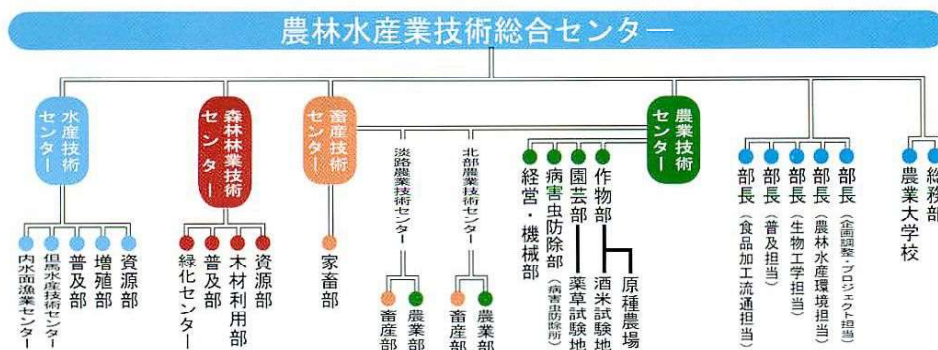 農林水産業技術総合センター
水産技術
センター
森林林業技術
センター
畜産技術
センター
農業技術
センター
淡路農業技術センター
北部農業技術センター
総務部
農業大学校
部長(企画調整・プロジェクト担当)
部長(農林水産環境担当)
部長(生物工学担当)
部長(普及担当)
部長(食品加工流通担当)
作物部
原種農場
酒米試験地
園芸部
薬草試験地
病害虫防除部(病害虫防除所)
経営・機械部
農業部
畜産部
農業部
畜産部
家畜部
資源部
木材利用部
普及部
緑化センター
資源部
増殖部
普及部
但馬水産技術センター
内水面漁業センター